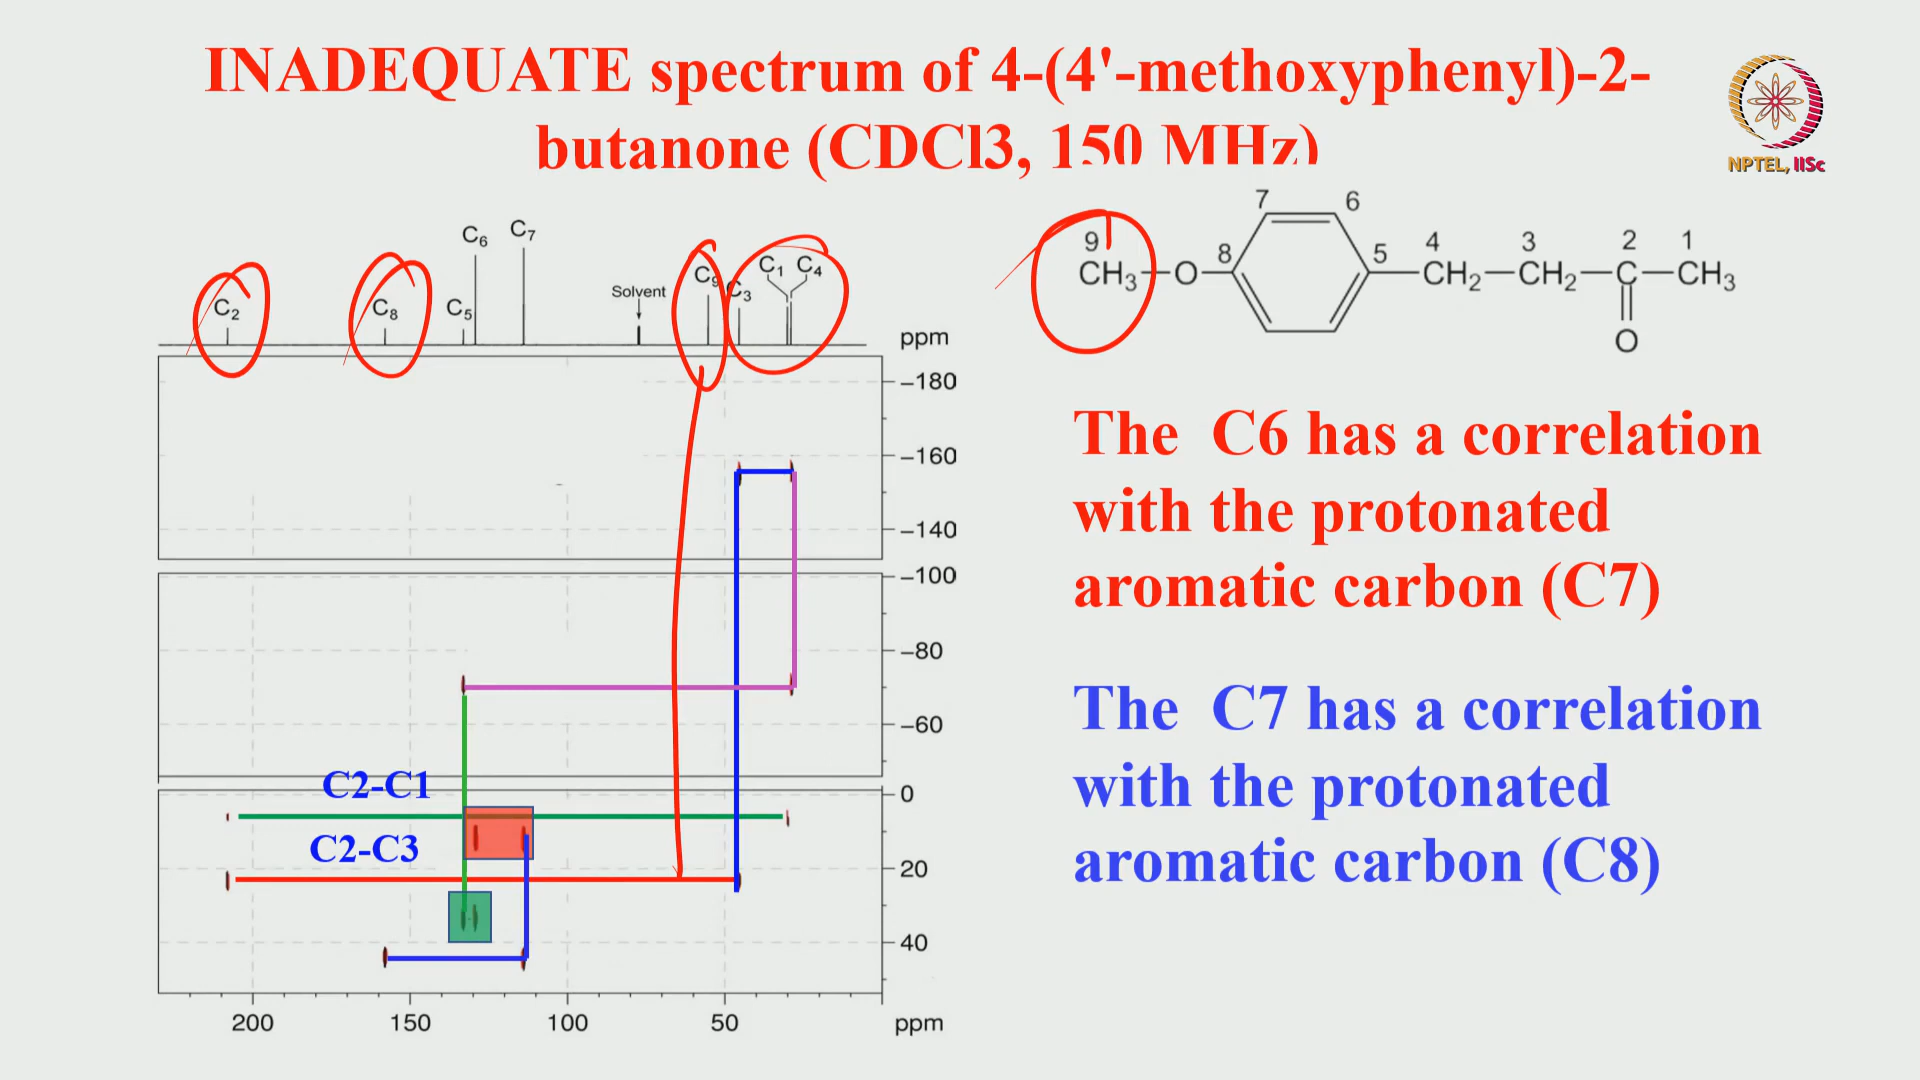 INADEQUATE spectrum of 4-(4'-methoxyphenyl)-2-
butanone (CDCl3, 150 MHz)
NPTEL, IISc
C2
C8
C5
C6
C7
Solvent
C9
C3
C1
C4
ppm
-180
-160
-140
-100
-80
-60
0
20
40
C2-C1
C2-C3
200 150 100 50 ppm
7 6
9 8 5 4 3 2 1
CH3-O CH2-CH2-C-CH3
O
The C6 has a correlation
with the protonated
aromatic carbon (C7)
The C7 has a correlation
with the protonated
aromatic carbon (C8)